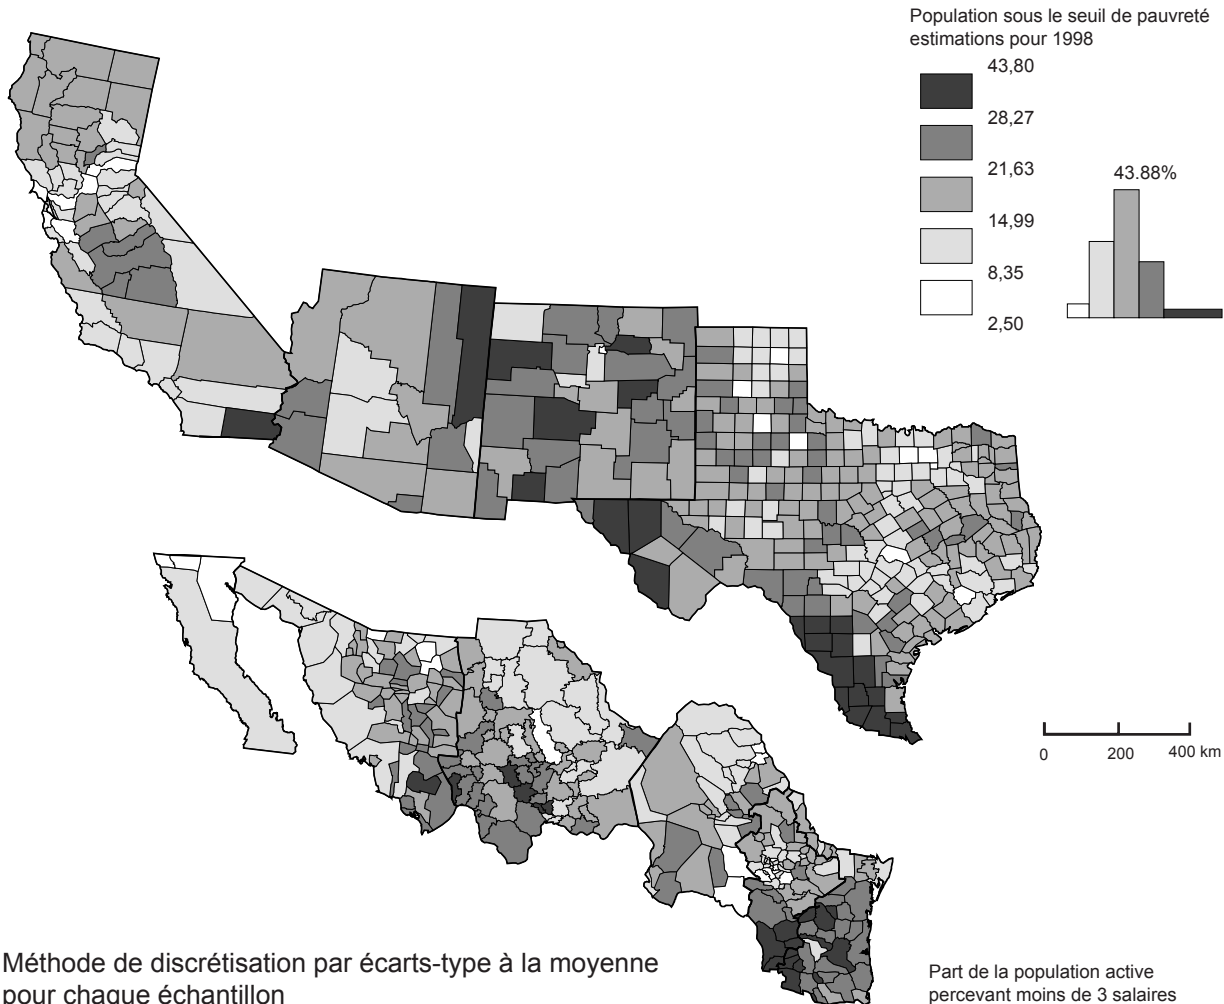 Population sous le seuil de pauvreté
estimations pour 1998
43,80
28,27
21,63
14,99
8,35
2,50
43.88%
0
200
400 km
Méthode de discrétisation par écarts-type à la moyenne
pour chaque échantillon
Part de la population active
percevant moins de 3 salaires